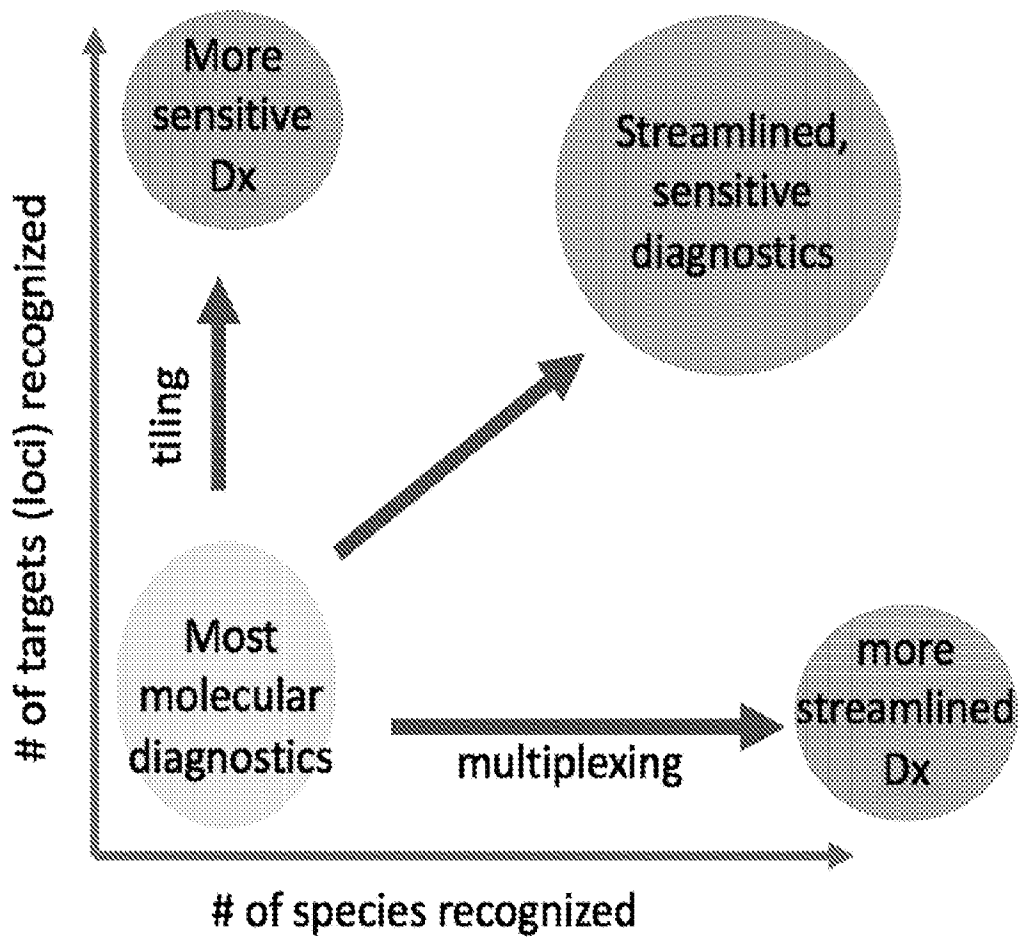 More
sensitive
Dx
Streamlined,
sensitive
diagnostics
# of targets (loci) recognized
tiling
Most
molecular
diagnostics
multiplexing
more
streamlined
Dx
# of species recognized